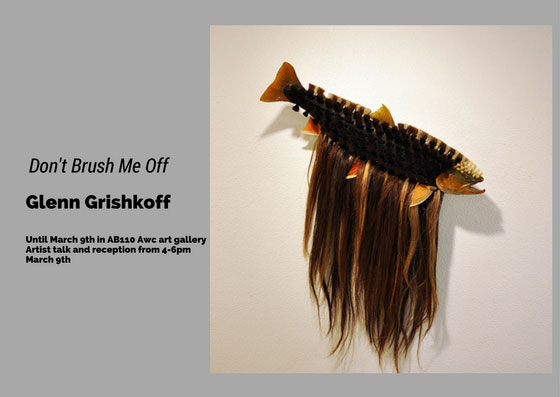 Don't Brush Me Off
Glenn Grishkoff
Until March 9th in AB110 Awc art gallery
Artist talk and reception from 4-6pm
March 9th